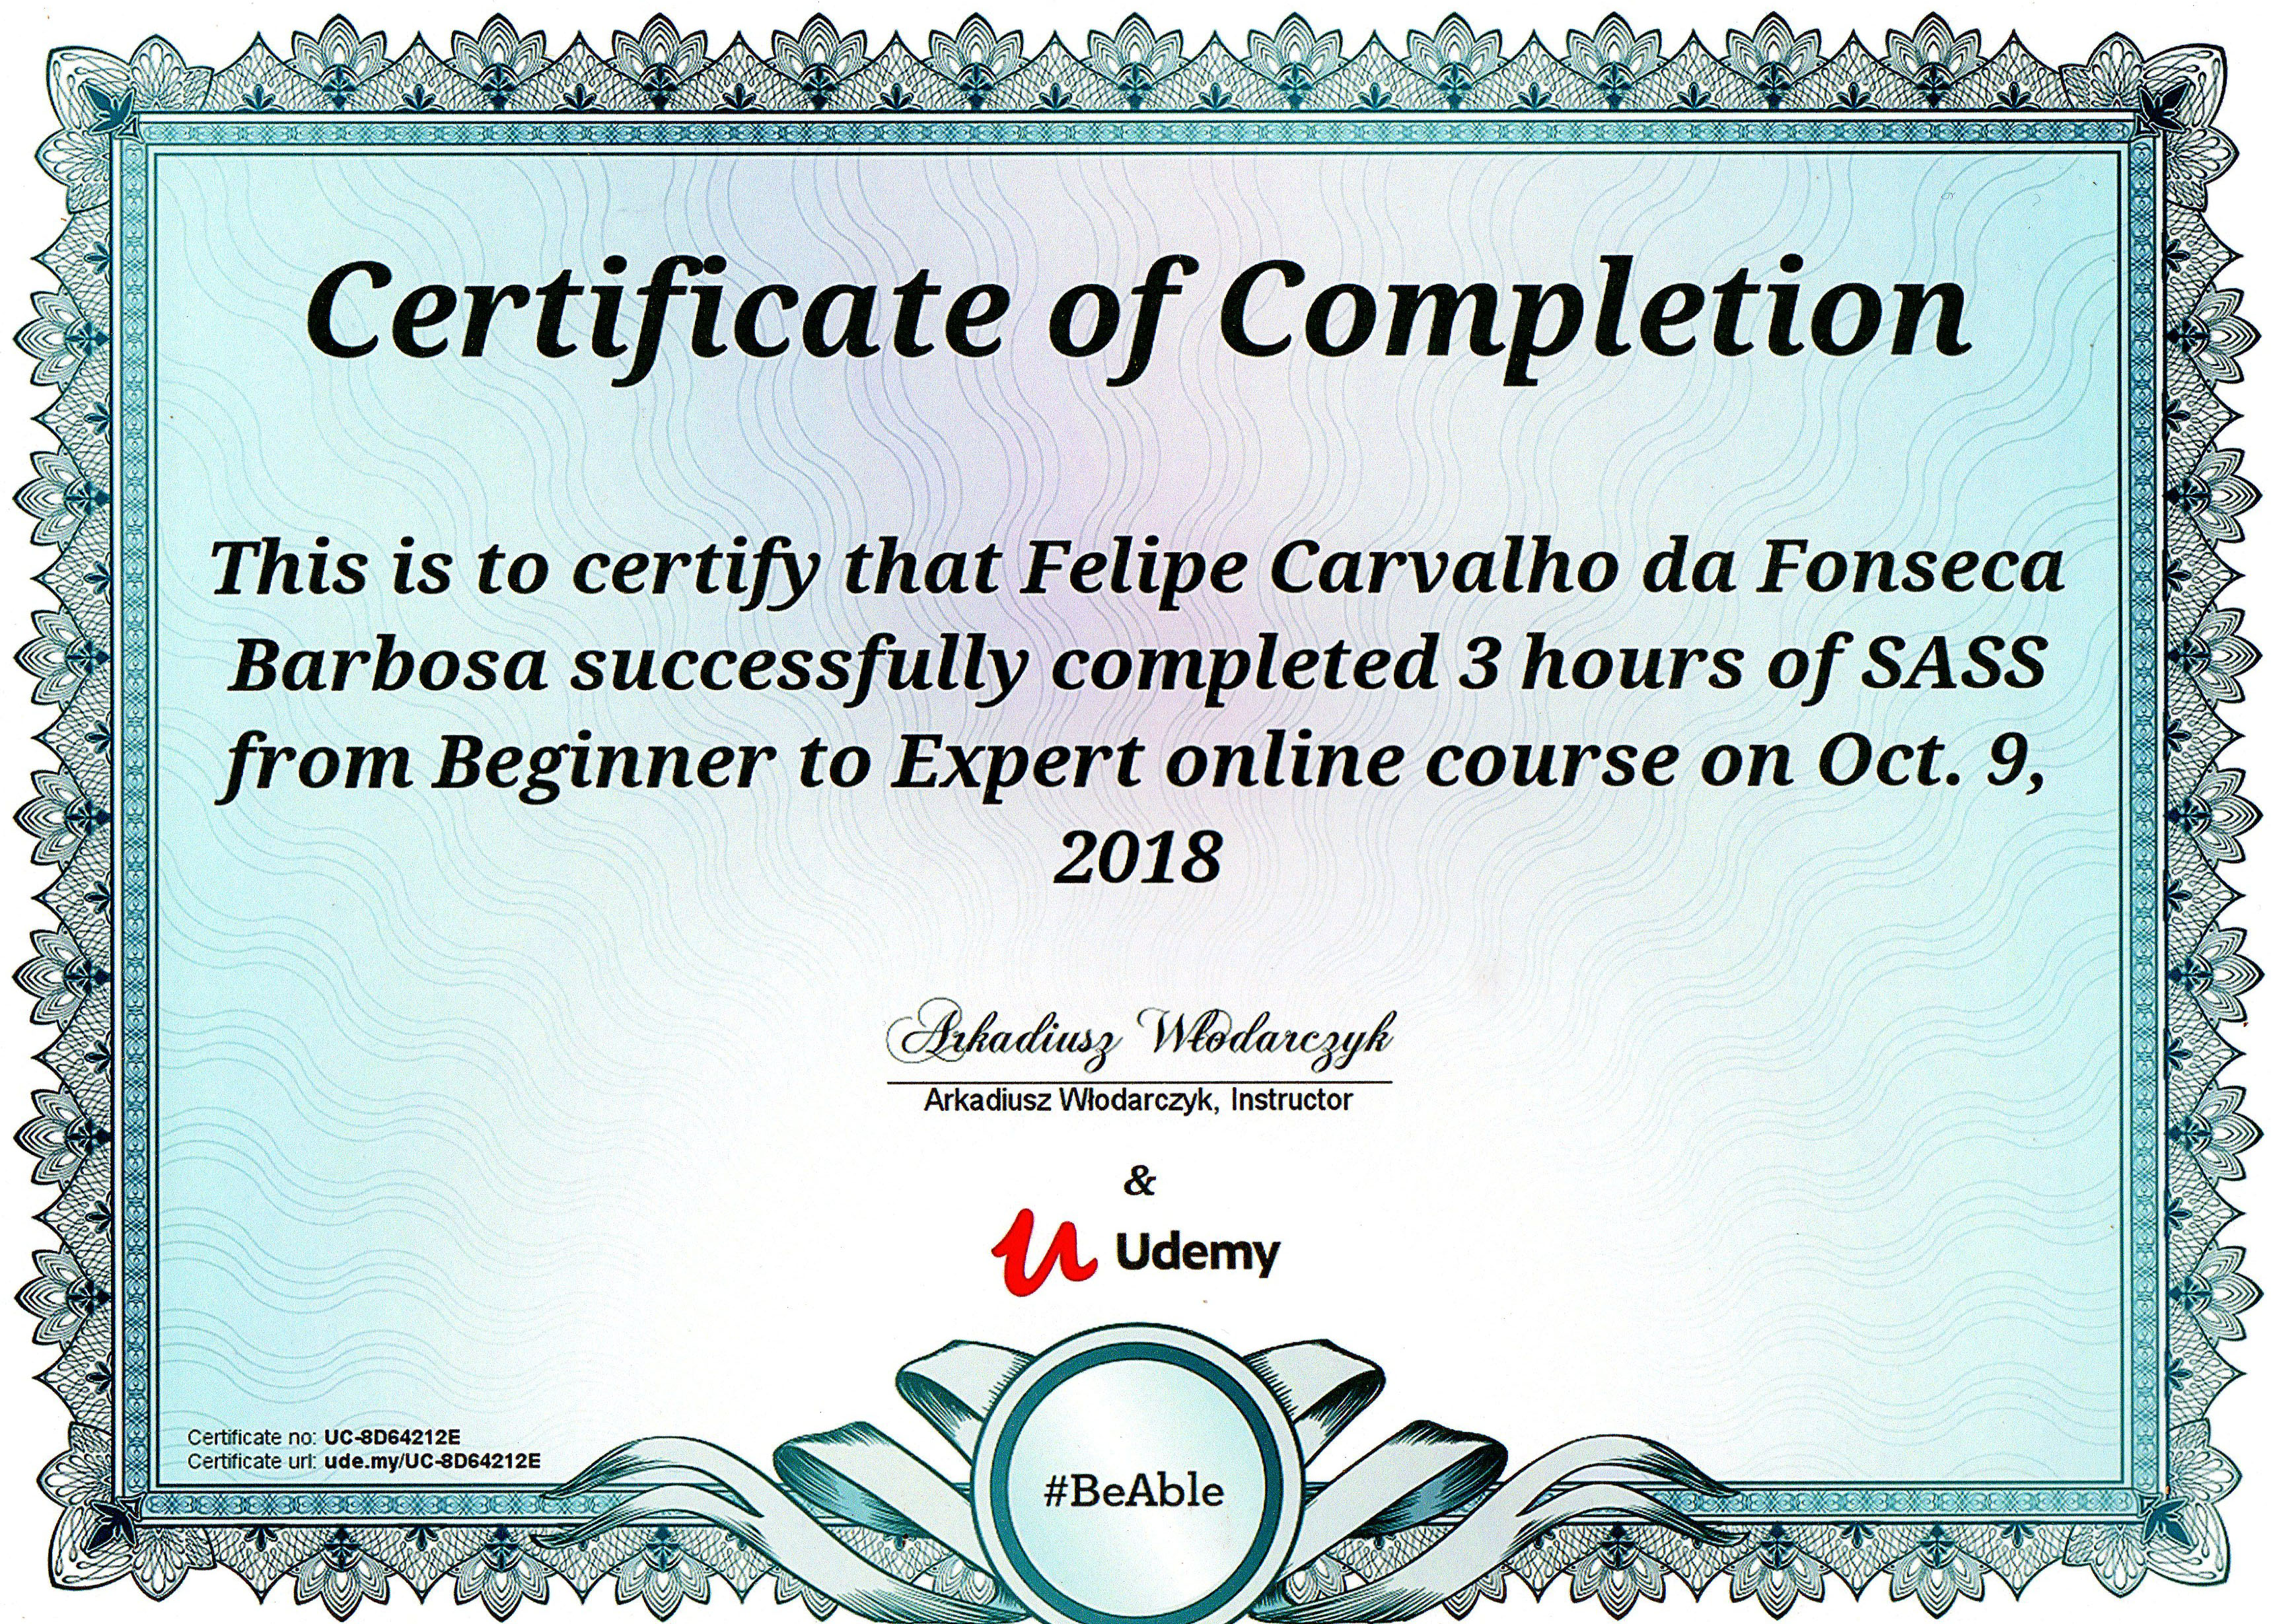 Certificate of Completion
This is to certify that Felipe Carvalho da Fonseca
Barbosa successfully completed 3 hours of SASS
from Beginner to Expert online course on Oct. 9,
2018
Arkadiusz Włodarczyk
Arkadiusz Włodarczyk, Instructor
&
Udemy
Certificate no: UC-8D64212E
Certificate url: ude.my/UC-8D64212E
#BeAble